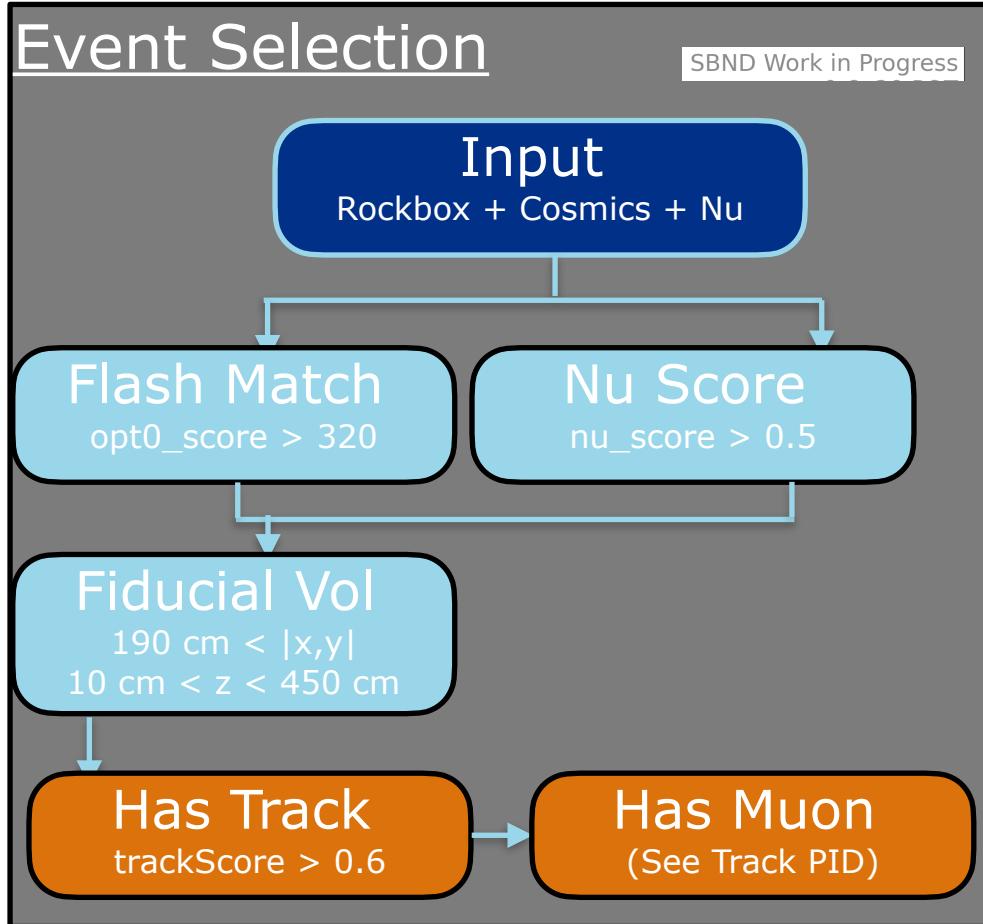 Event Selection
SBND Work in Progress
Input
Rockbox + Cosmics + Nu
Flash Match
opt0_score > 320
Nu Score
nu_score > 0.5
Fiducial Vol
190 cm < |x,y|
10 cm < z < 450 cm
Has Track
trackScore > 0.6
Has Muon
(See Track PID)